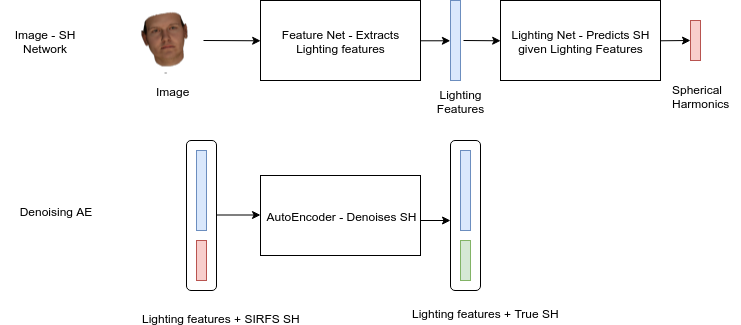 Image - SH
Network
Feature Net - Extracts
Lighting features
Lighting Net - Predicts SH
given Lighting Features
Image
Lighting
Features
Spherical
Harmonics
Denoising AE
AutoEncoder - Denoises SH
Lighting features + SIRFS SH
Lighting features + True SH